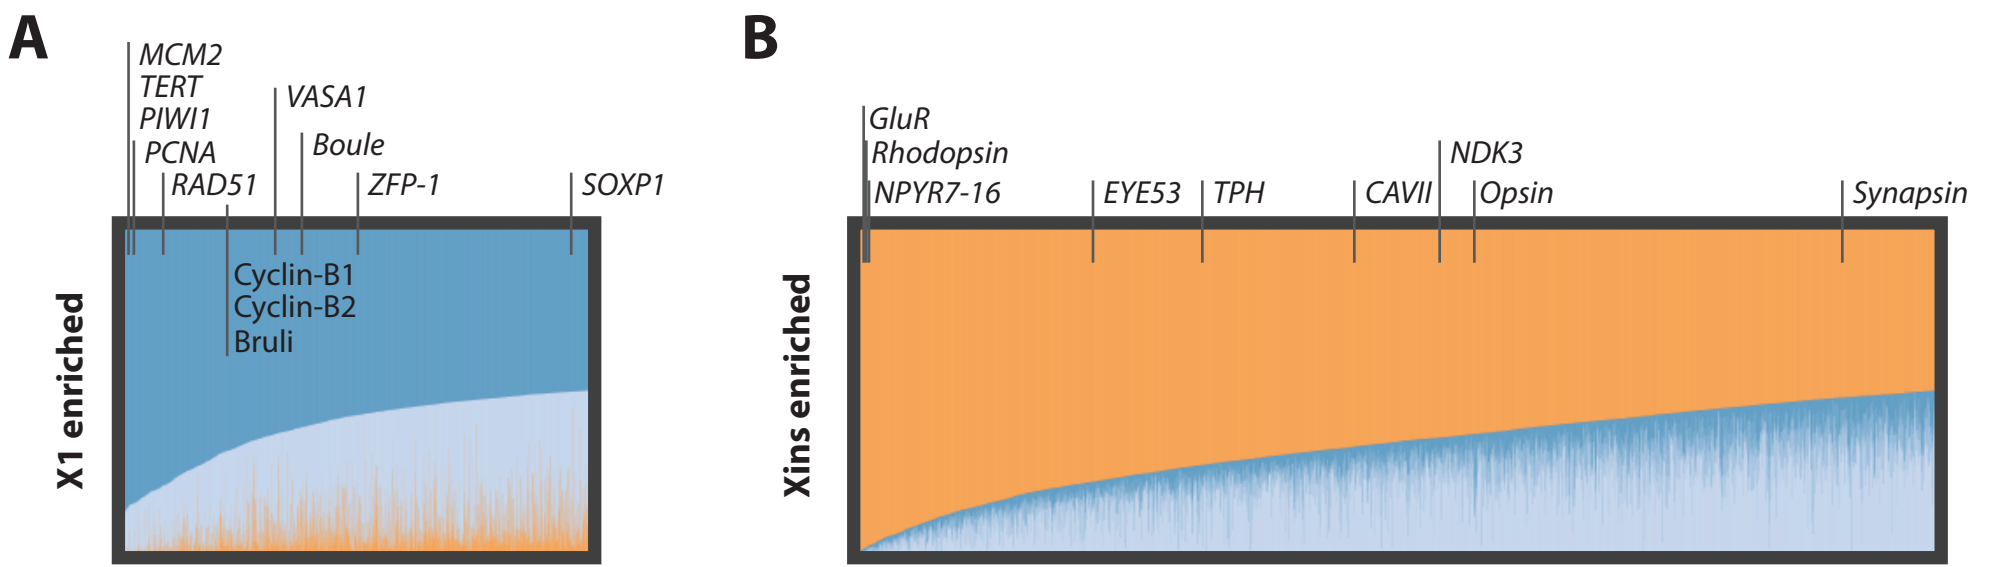 A
MCM2
TERT
PIWI1
PCNA
RAD51
VASA1
Boule
ZFP-1
SOXP1
Cyclin-B1
Cyclin-B2
Bruli
X1 enriched
B
GluR
Rhodopsin
NPYR7-16
EYE53
TPH
CAVII
NDK3
Opsin
Synapsin
Xins enriched